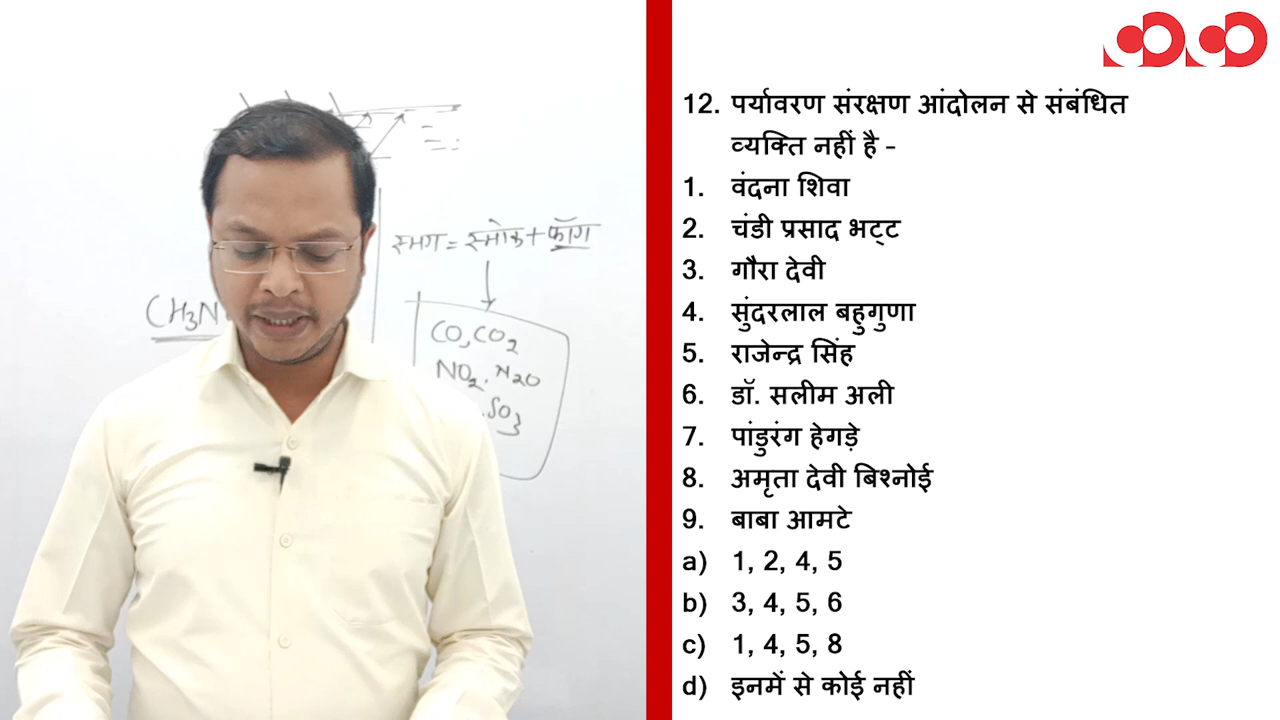 स्मग = स्मोक + फॉग
CH3N
CO, CO2
NO2, N2O
SO3
12. पर्यावरण संरक्षण आंदोलन से संबंधित
व्यक्ति नहीं है -
1. वंदना शिवा
2. चंडी प्रसाद भट्ट
3. गौरा देवी
4. सुंदरलाल बहुगुणा
5. राजेन्द्र सिंह
6. डॉ. सलीम अली
7. पांडुरंग हेगड़े
8. अमृता देवी बिश्नोई
9. बाबा आमटे
a) 1, 2, 4, 5
b) 3, 4, 5, 6
c) 1, 4, 5, 8
d) इनमें से कोई नहीं